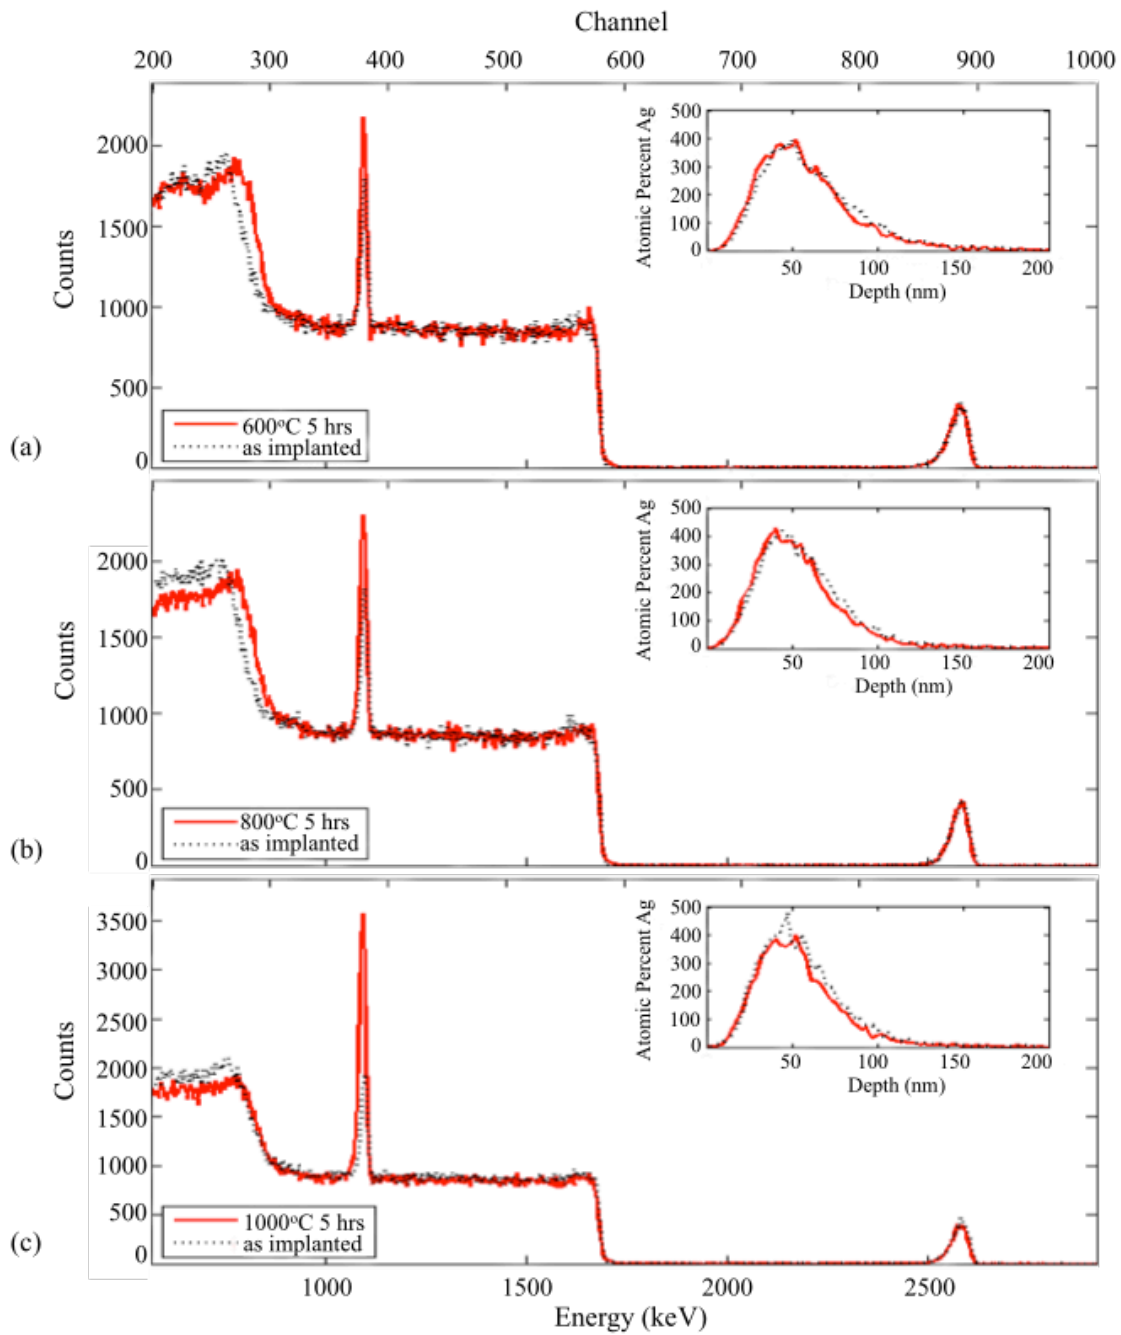 Channel
200 300 400 500 600 700 800 900 1000
Counts
2000
1500
1000
500
0
(a)
600°C 5 hrs
as implanted
Atomic Percent Ag
500
400
300
200
100
0
50 100 150 200
Depth (nm)
Counts
2000
1500
1000
500
0
(b)
800°C 5 hrs
as implanted
Atomic Percent Ag
500
400
300
200
100
0
50 100 150 200
Depth (nm)
Counts
3500
3000
2500
2000
1500
1000
500
0
(c)
1000°C 5 hrs
as implanted
Atomic Percent Ag
500
400
300
200
100
0
50 100 150 200
Depth (nm)
1000 1500 2000 2500
Energy (keV)